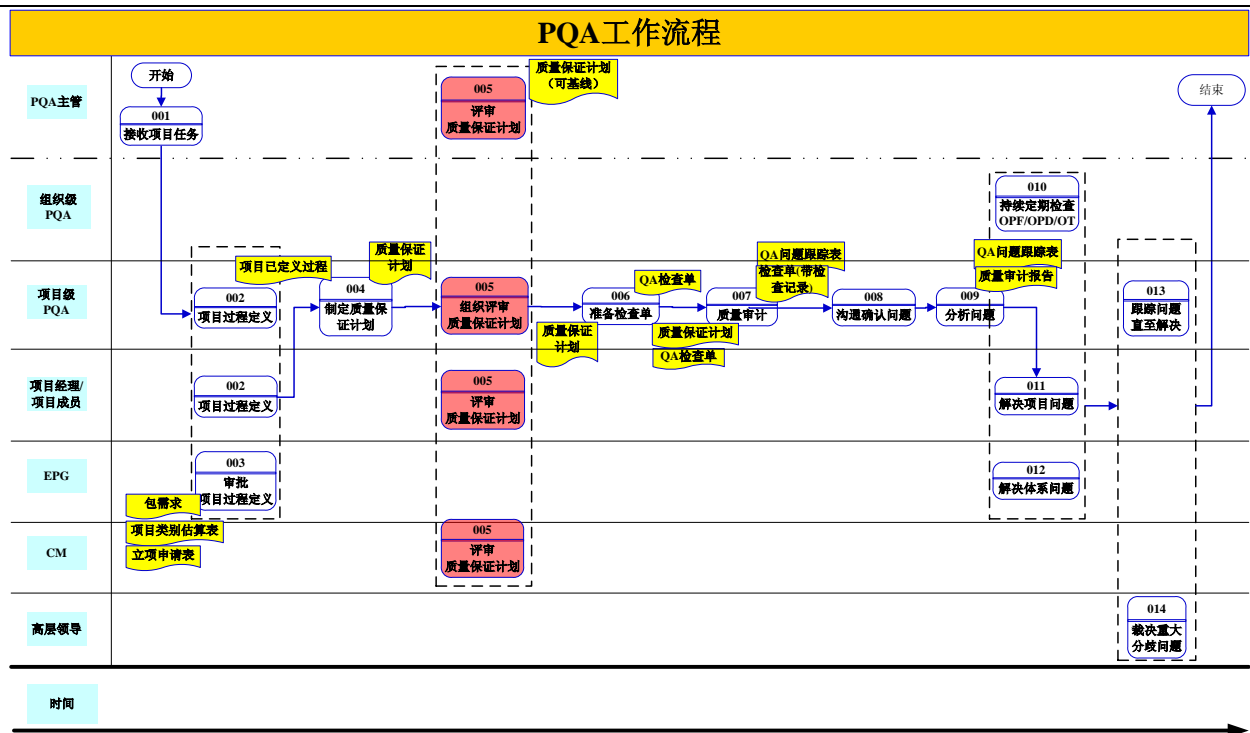 PQA工作流程
PQA主管
开始
001
接收项目任务
005
评审
质量保证计划
质量保证计划
（可基线）
结束
组织级
PQA
010
持续定期检查
OPF/OPD/OT
项目级
PQA
002
项目过程定义
项目已定义过程
004
制定质量保
证计划
质量保证
计划
005
组织评审
质量保证计划
质量保证
计划
006
准备检查单
QA检查单
质量保证计划
QA检查单
007
质量审计
QA问题跟踪表
检查单(带检
查记录)
008
沟通确认问题
009
分析问题
QA问题跟踪表
质量审计报告
013
跟踪问题
直至解决
项目经理/
项目成员
002
项目过程定义
005
评审
质量保证计划
011
解决项目问题
EPG
003
审批
项目过程定义
包需求
项目类别估算表
立项申请表
012
解决体系问题
CM
005
评审
质量保证计划
高层领导
014
裁决重大
分歧问题
时间